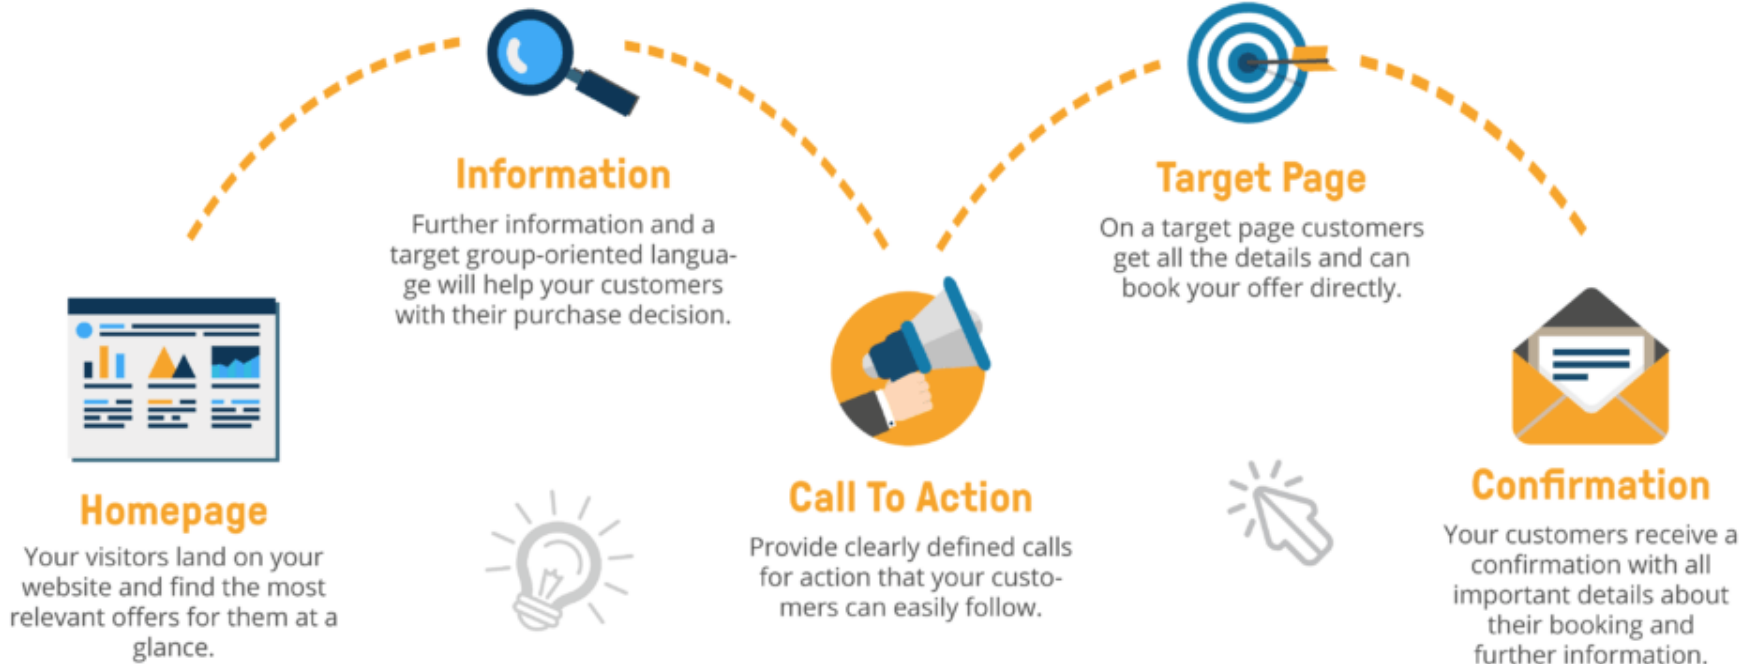 Homepage
Your visitors land on your
website and find the most
relevant offers for them at a
glance.
Information
Further information and a
target group-oriented langua-
ge will help your customers
with their purchase decision.
Call To Action
Provide clearly defined calls
for action that your custo-
mers can easily follow.
Target Page
On a target page customers
get all the details and can
book your offer directly.
Confirmation
Your customers receive a
confirmation with all
important details about
their booking and
further information.